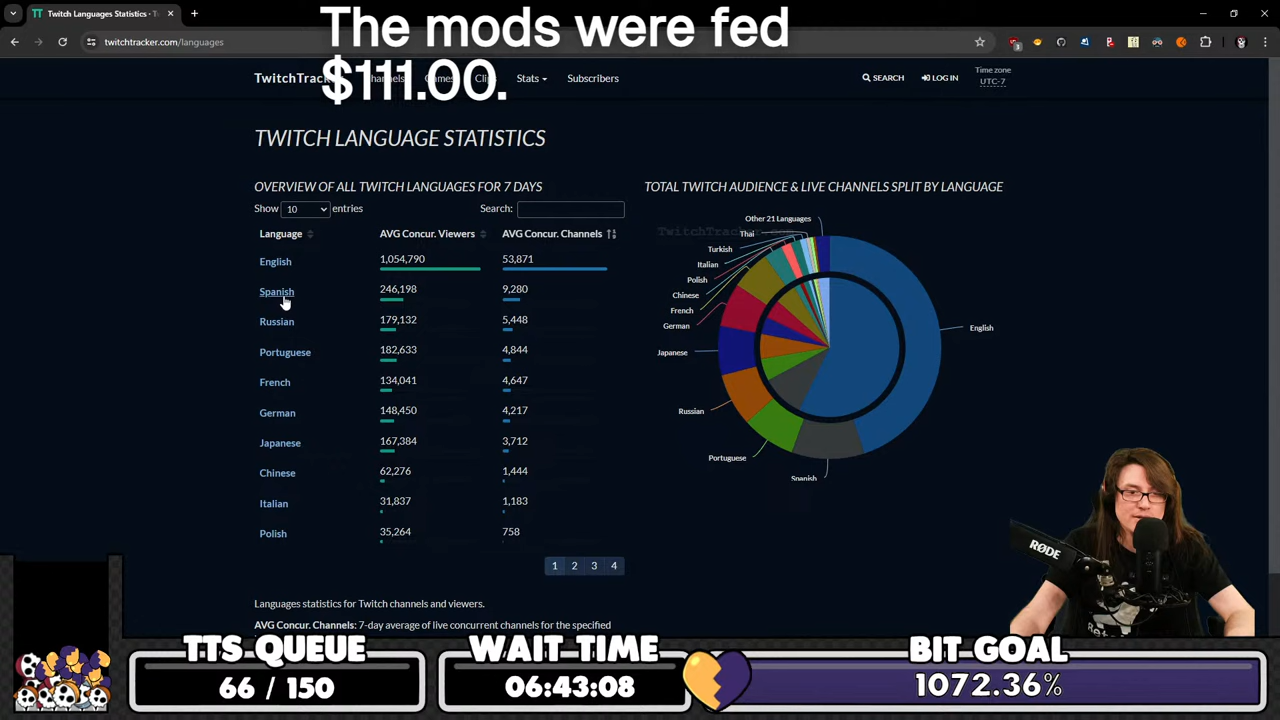 Twitch Languages Statistics · T
twitchtracker.com/languages
The mods were fed
$111.00.
TwitchTrack
Channels
Games
Clips
Stats
Subscribers
SEARCH
LOG IN
Time zone
UTC-7
TWITCH LANGUAGE STATISTICS
OVERVIEW OF ALL TWITCH LANGUAGES FOR 7 DAYS
Show 10 entries
Search:
Language AVG Concur. Viewers AVG Concur. Channels
English 1,054,790 53,871
Spanish 246,198 9,280
Russian 179,132 5,448
Portuguese 182,633 4,844
French 134,041 4,647
German 148,450 4,217
Japanese 167,384 3,712
Chinese 62,276 1,444
Italian 31,837 1,183
Polish 35,264 758
1 2 3 4
Languages statistics for Twitch channels and viewers.
AVG Concur. Channels: 7-day average of live concurrent channels for the specified
TOTAL TWITCH AUDIENCE & LIVE CHANNELS SPLIT BY LANGUAGE
Other 21 Languages
Thai
Turkish
Italian
Polish
Chinese
French
German
Japanese
Russian
Portuguese
Spanish
English
RØDE
TTS QUEUE
66 / 150
WAIT TIME
06:43:08
BIT GOAL
1072.36%